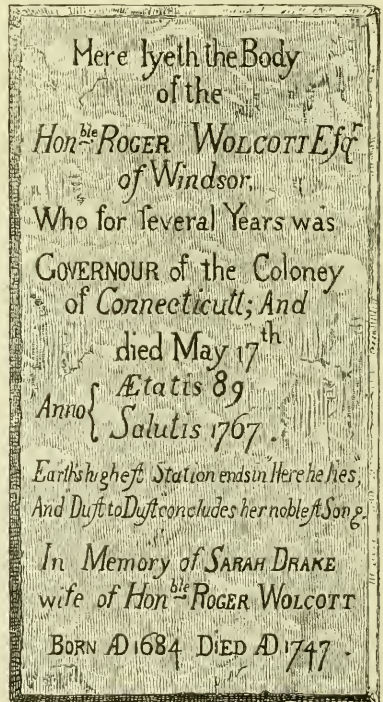 Here lyeth the Body
of the
Honble ROGER WOLCOTT Eſqr
of Windsor,
Who for ſeveral Years was
GOVERNOUR of the Coloney
of Connecticutt; And
died May 17th
Anno { Ætatis 89
Salutis 1767.
Earth's higheſt Station ends in Here he lies,
And Duſt to Duſt concludes her nobleſt Song.
In Memory of SARAH DRAKE
wife of Honble ROGER WOLCOTT
BORN AD 1684 DIED AD 1747.